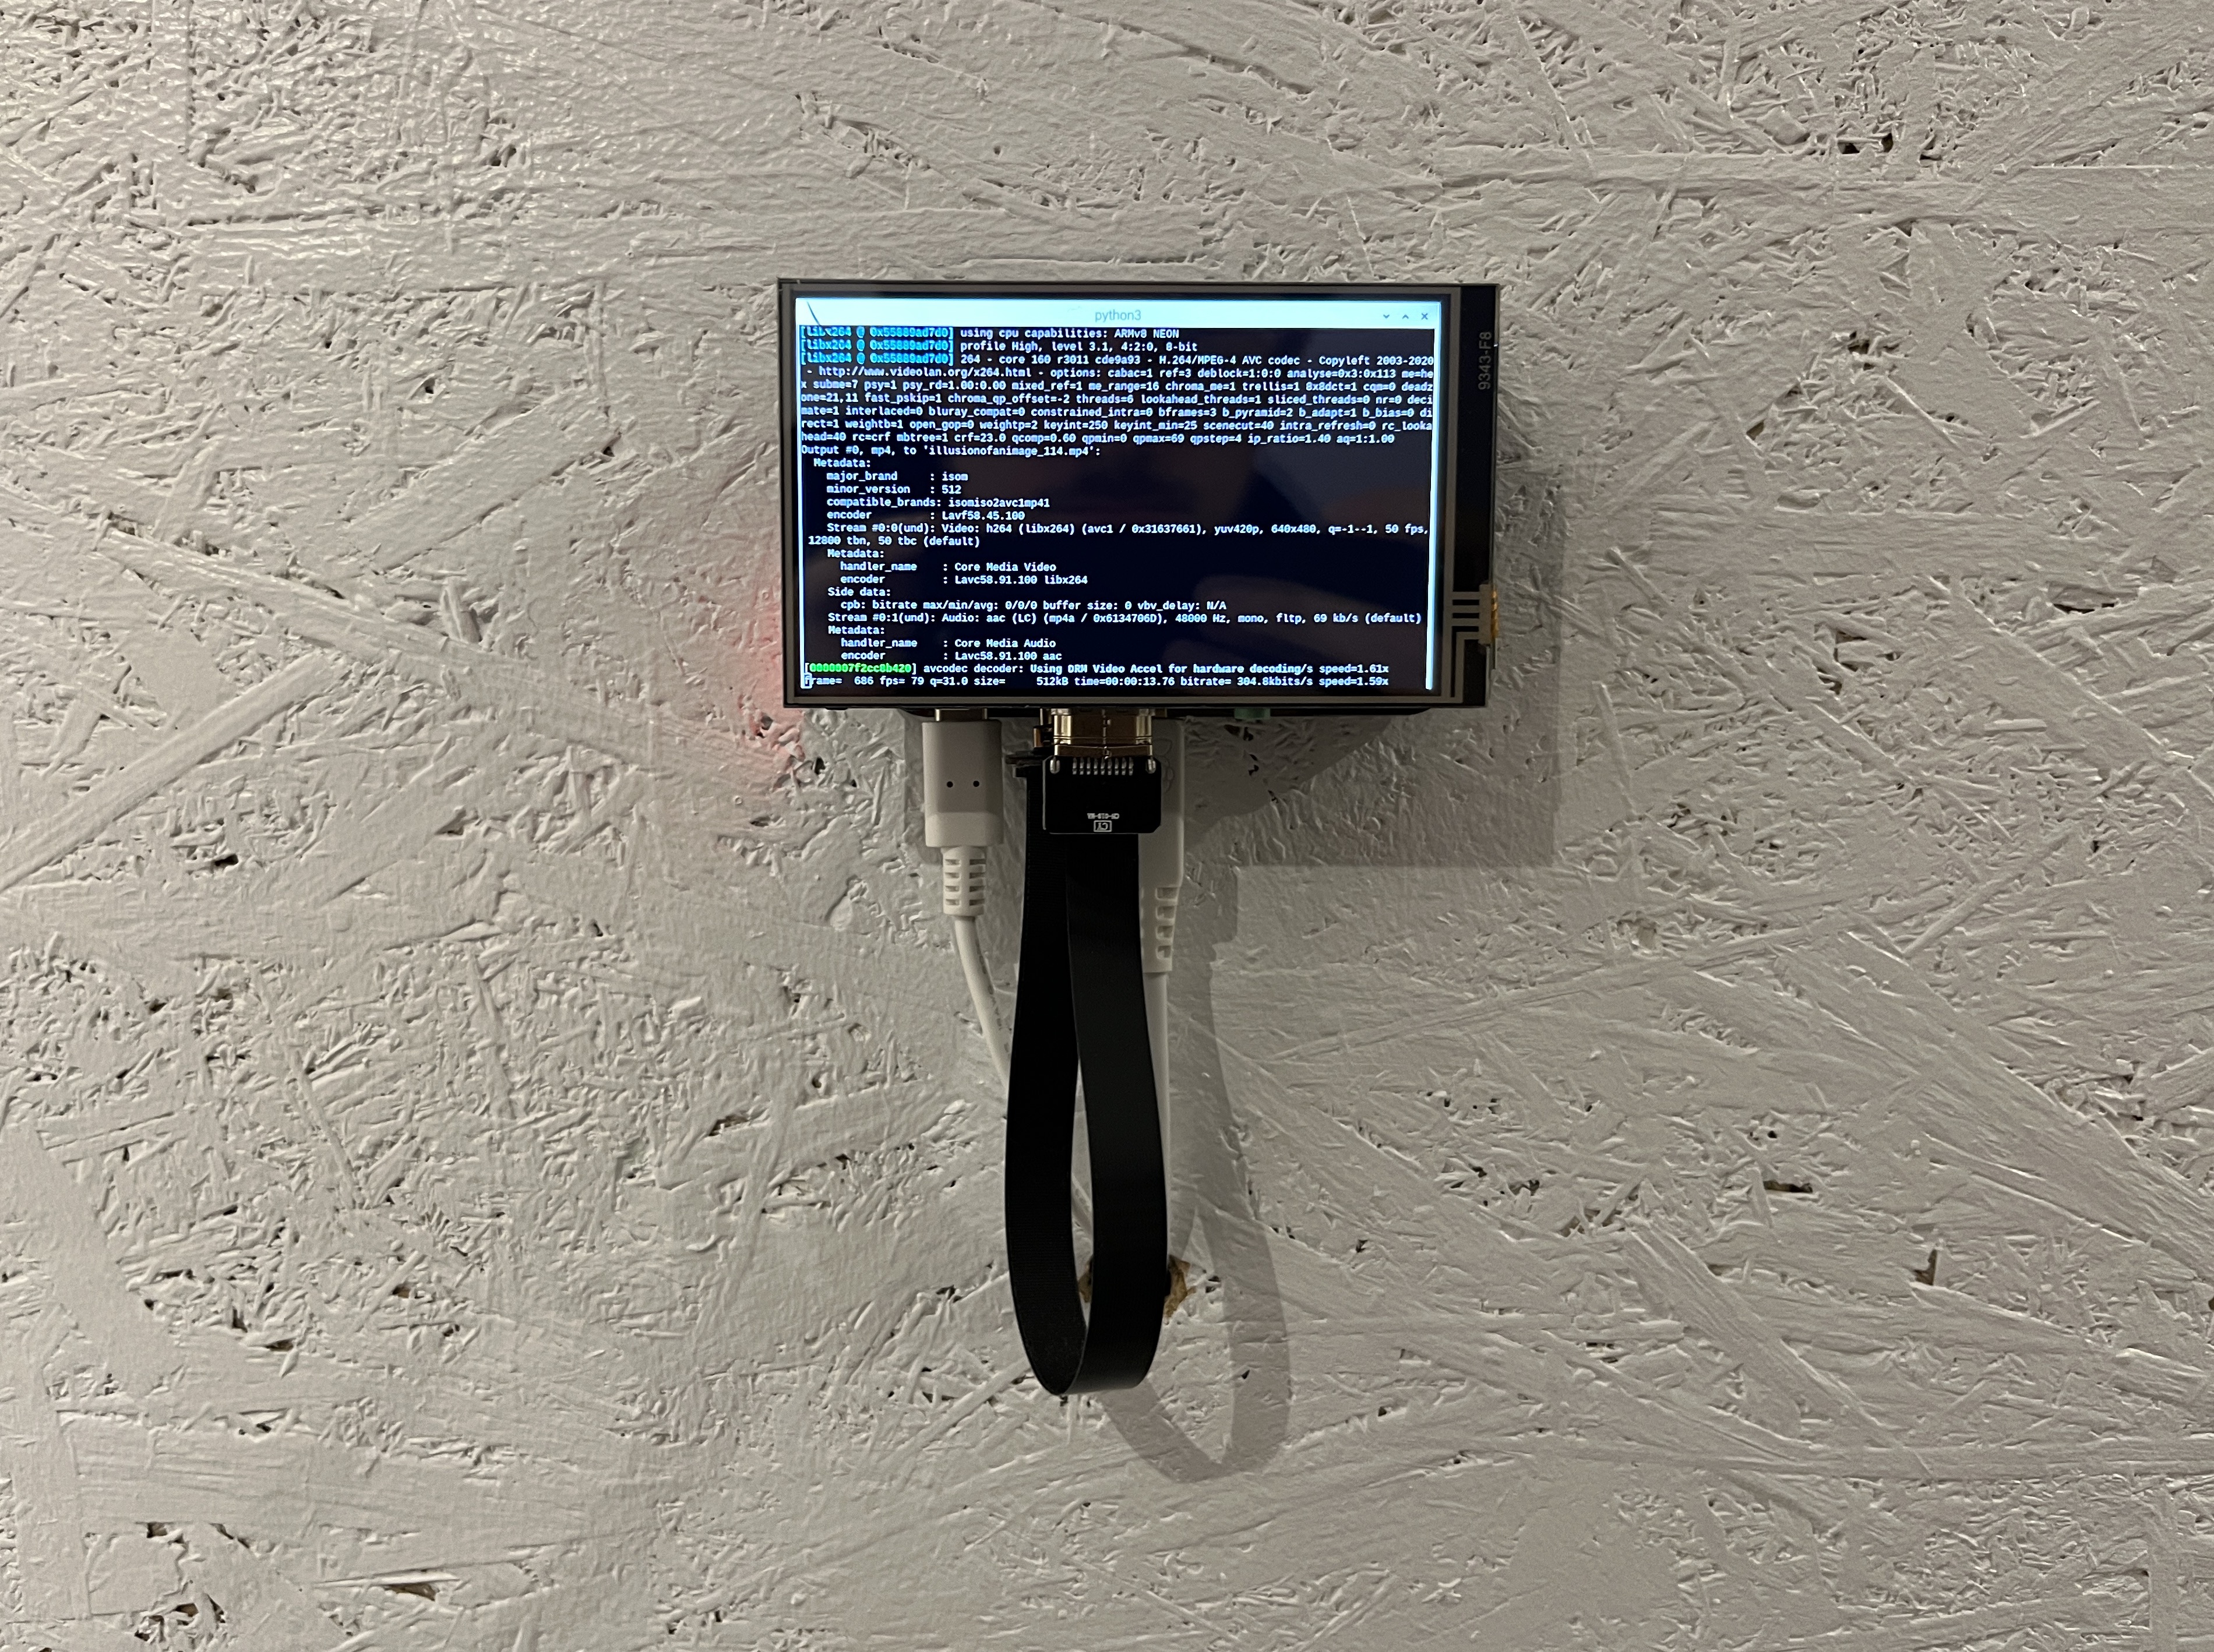 python3
[libx264 @ 0x55889ad7d0] using cpu capabilities: ARMv8 NEON
[libx264 @ 0x55889ad7d0] profile High, level 3.1, 4:2:0, 8-bit
[libx264 @ 0x55889ad7d0] 264 - core 160 r3011 cde9a93 - H.264/MPEG-4 AVC codec - Copyleft 2003-2020
- http://www.videolan.org/x264.html - options: cabac=1 ref=3 deblock=1:0:0 analyse=0x3:0x113 me=he
x subme=7 psy=1 psy_rd=1.00:0.00 mixed_ref=1 me_range=16 chroma_me=1 trellis=1 8x8dct=1 cqm=0 deadz
one=21,11 fast_pskip=1 chroma_qp_offset=-2 threads=6 lookahead_threads=1 sliced_threads=0 nr=0 deci
mate=1 interlaced=0 bluray_compat=0 constrained_intra=0 bframes=3 b_pyramid=2 b_adapt=1 b_bias=0 di
rect=1 weightb=1 open_gop=0 weightp=2 keyint=250 keyint_min=25 scenecut=40 intra_refresh=0 rc_looka
head=40 rc=crf mbtree=1 crf=23.0 qcomp=0.60 qpmin=0 qpmax=69 qpstep=4 ip_ratio=1.40 aq=1:1.00
Output #0, mp4, to 'illusionofanimage_114.mp4':
Metadata:
major_brand : isom
minor_version : 512
compatible_brands: isomiso2avc1mp41
encoder : Lavf58.45.100
Stream #0:0(und): Video: h264 (libx264) (avc1 / 0x31637661), yuv420p, 640x480, q=-1--1, 50 fps,
12800 tbn, 50 tbc (default)
Metadata:
handler_name : Core Media Video
encoder : Lavc58.91.100 libx264
Side data:
cpb: bitrate max/min/avg: 0/0/0 buffer size: 0 vbv_delay: N/A
Stream #0:1(und): Audio: aac (LC) (mp4a / 0x6134706D), 48000 Hz, mono, fltp, 69 kb/s (default)
Metadata:
handler_name : Core Media Audio
encoder : Lavc58.91.100 aac
[0000007f2cc8b420] avcodec decoder: Using DRM Video Accel for hardware decoding/s speed=1.61x
frame= 686 fps= 79 q=31.0 size= 512kB time=00:00:13.76 bitrate= 304.8kbits/s speed=1.59x
9343-F8